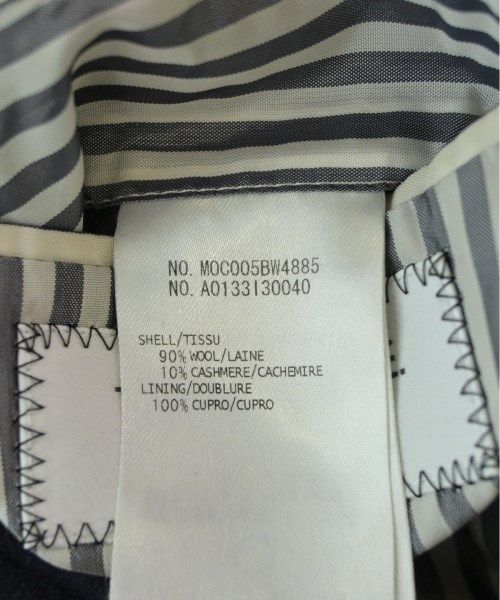 NO. MOC005BW4885
NO. A0133I30040
SHELL/TISSU
90% WOOL/LAINE
10% CASHMERE/CACHEMIRE
LINING/DOUBLURE
100% CUPRO/CUPRO